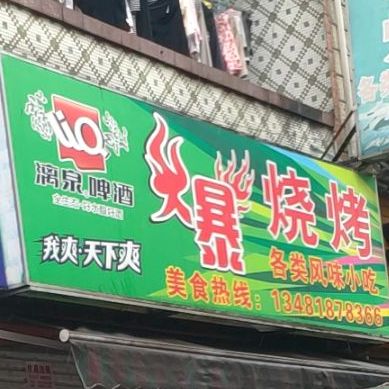 漓泉啤酒
我爽·天下爽
爆烧烤
各类风味小吃
美食热线：13481878366